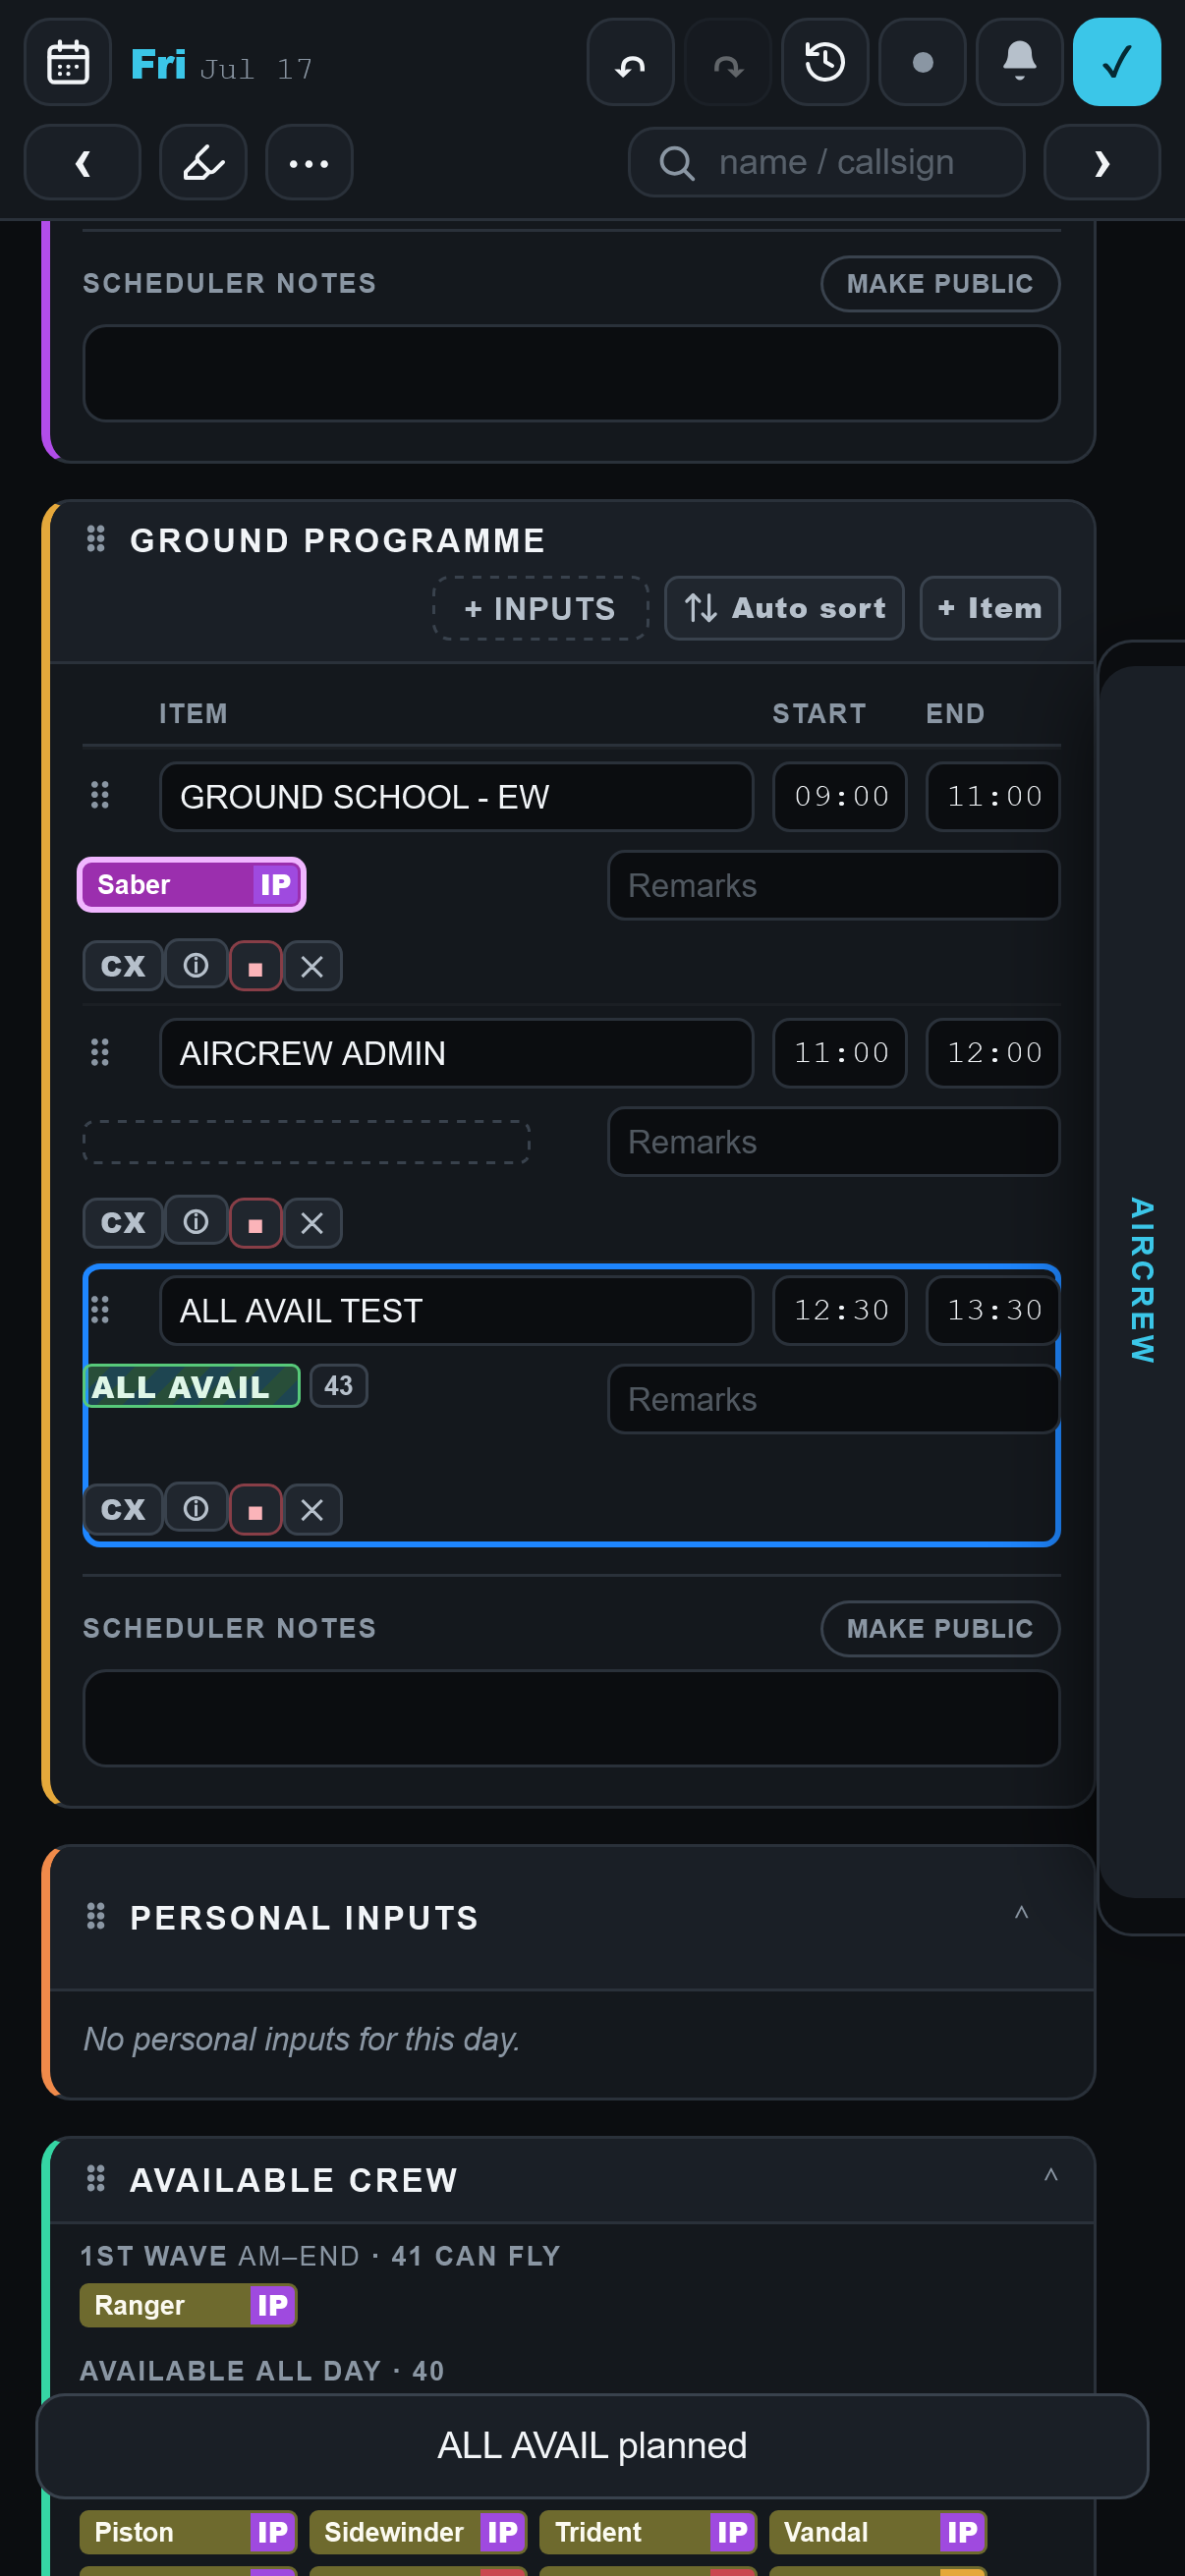 Fri Jul 17
name / callsign
SCHEDULER NOTES
MAKE PUBLIC
GROUND PROGRAMME
+ INPUTS
Auto sort
+ Item
ITEM START END
GROUND SCHOOL - EW 09:00 11:00
Saber IP Remarks
CX
AIRCREW ADMIN 11:00 12:00
Remarks
CX
ALL AVAIL TEST 12:30 13:30
ALL AVAIL 43 Remarks
CX
SCHEDULER NOTES
MAKE PUBLIC
AIRCREW
PERSONAL INPUTS
No personal inputs for this day.
AVAILABLE CREW
1ST WAVE AM–END · 41 CAN FLY
Ranger IP
AVAILABLE ALL DAY · 40
ALL AVAIL planned
Piston IP Sidewinder IP Trident IP Vandal IP